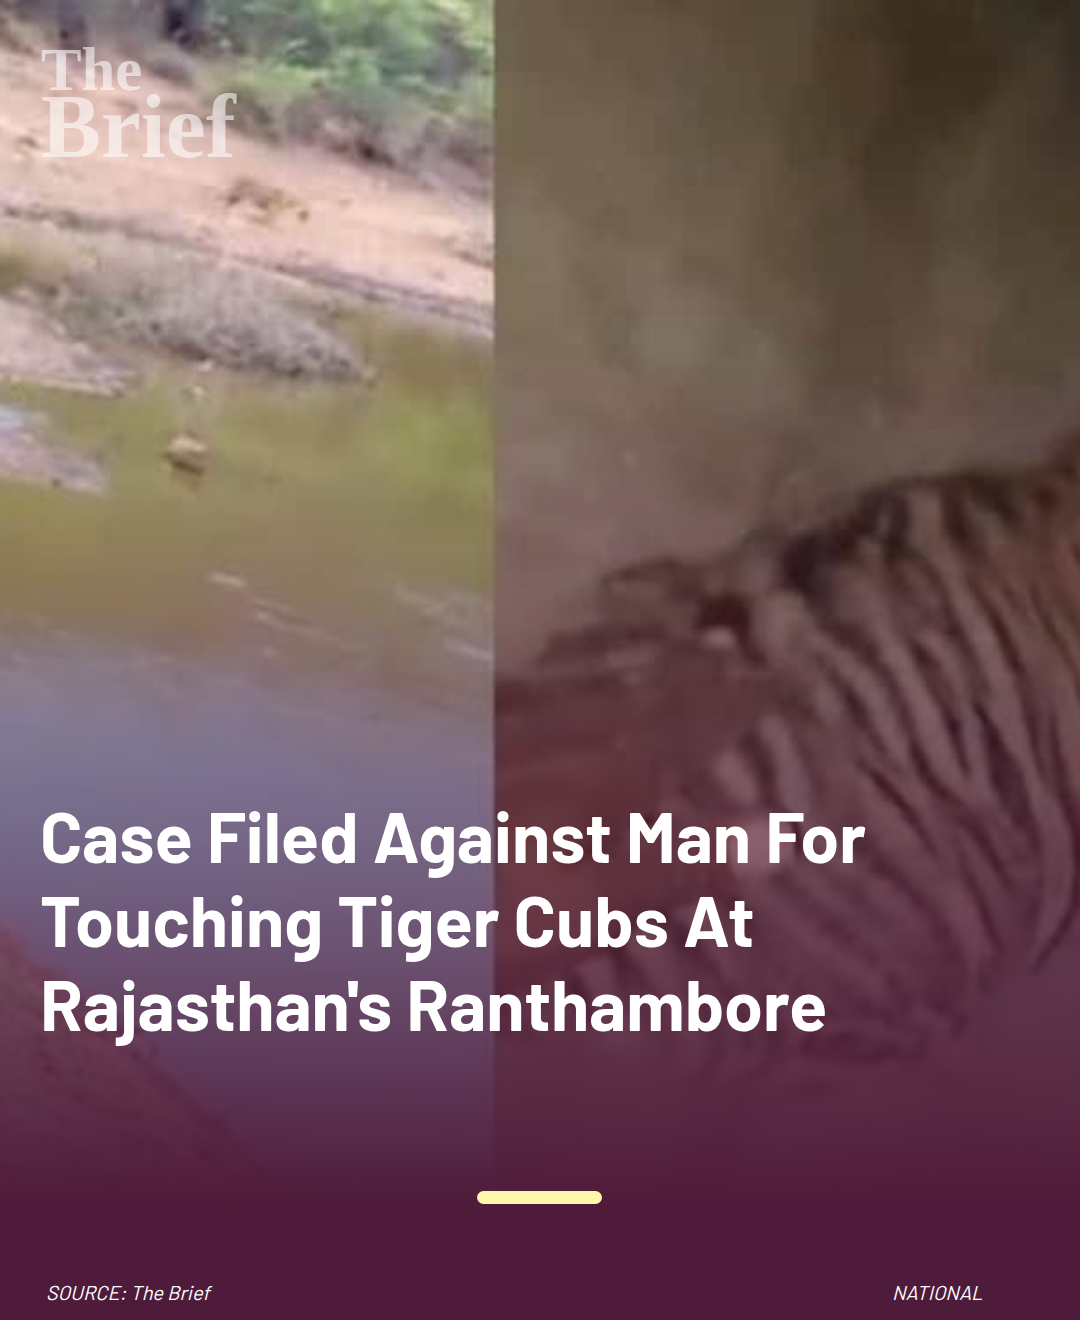 The
Brief
Case Filed Against Man For
Touching Tiger Cubs At
Rajasthan's Ranthambore
SOURCE: The Brief
NATIONAL